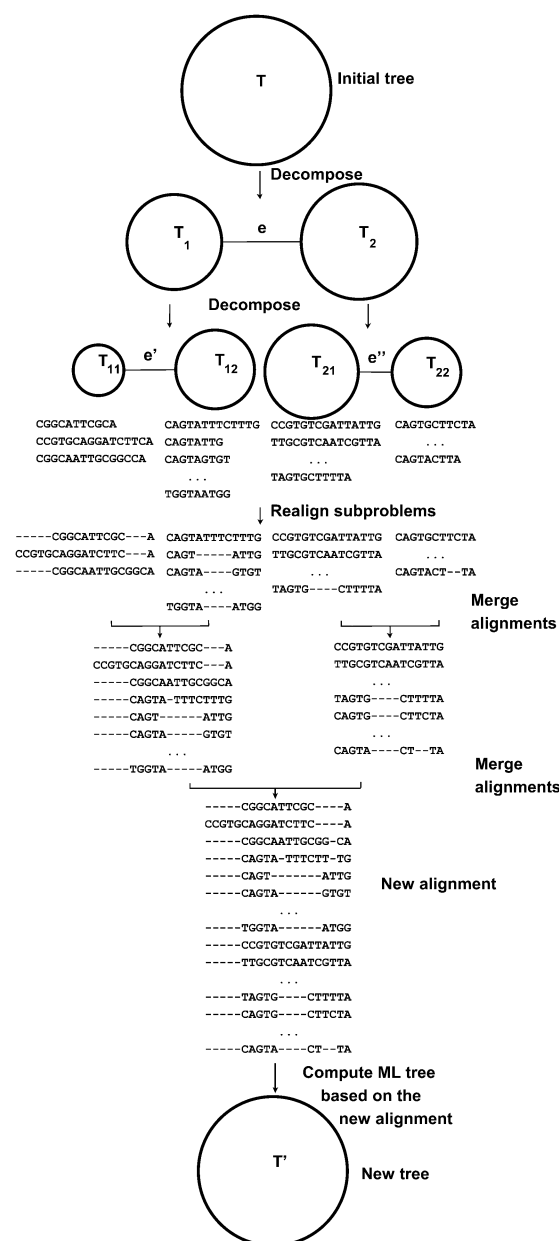 T
Initial tree
Decompose
T1 e T2
Decompose
T11 e' T12 T21 e'' T22
CGGCATTCGCA CAGTATTTCTTTG CCGTGTCGATTATTG CAGTGCTTCTA
CCGTGCAGGATCTTCA CAGTATTG TTGCGTCAATCGTTA ...
CGGCAATTGCGGCCA CAGTAGTGT ... CAGTACTTA
... TAGTGCTTTTA
TGGTAATGG
Realign subproblems
-----CGGCATTCGC---A CAGTATTTCTTTG CCGTGTCGATTATTG CAGTGCTTCTA
CCGTGCAGGATCTTC---A CAGT-----ATTG TTGCGTCAATCGTTA ...
-----CGGCAATTGCGGCA CAGTA----GTGT ... CAGTACT--TA
... TAGTG----CTTTTA
TGGTA----ATGG
Merge
alignments
-----CGGCATTCGC---A CCGTGTCGATTATTG
CCGTGCAGGATCTTC---A TTGCGTCAATCGTTA
-----CGGCAATTGCGGCA ...
-----CAGTA-TTTCTTTG TAGTG----CTTTTA
-----CAGT------ATTG CAGTG----CTTCTA
-----CAGTA-----GTGT ...
... CAGTA----CT--TA
-----TGGTA-----ATGG
Merge
alignments
-----CGGCATTCGC----A
CCGTGCAGGATCTTC----A
-----CGGCAATTGCGG-CA
-----CAGTA-TTTCTT-TG
-----CAGT-------ATTG
-----CAGTA------GTGT
New alignment
...
-----TGGTA------ATGG
-----CCGTGTCGATTATTG
-----TTGCGTCAATCGTTA
...
-----TAGTG----CTTTTA
-----CAGTG----CTTCTA
...
-----CAGTA----CT--TA
Compute ML tree
based on the
new alignment
T'
New tree